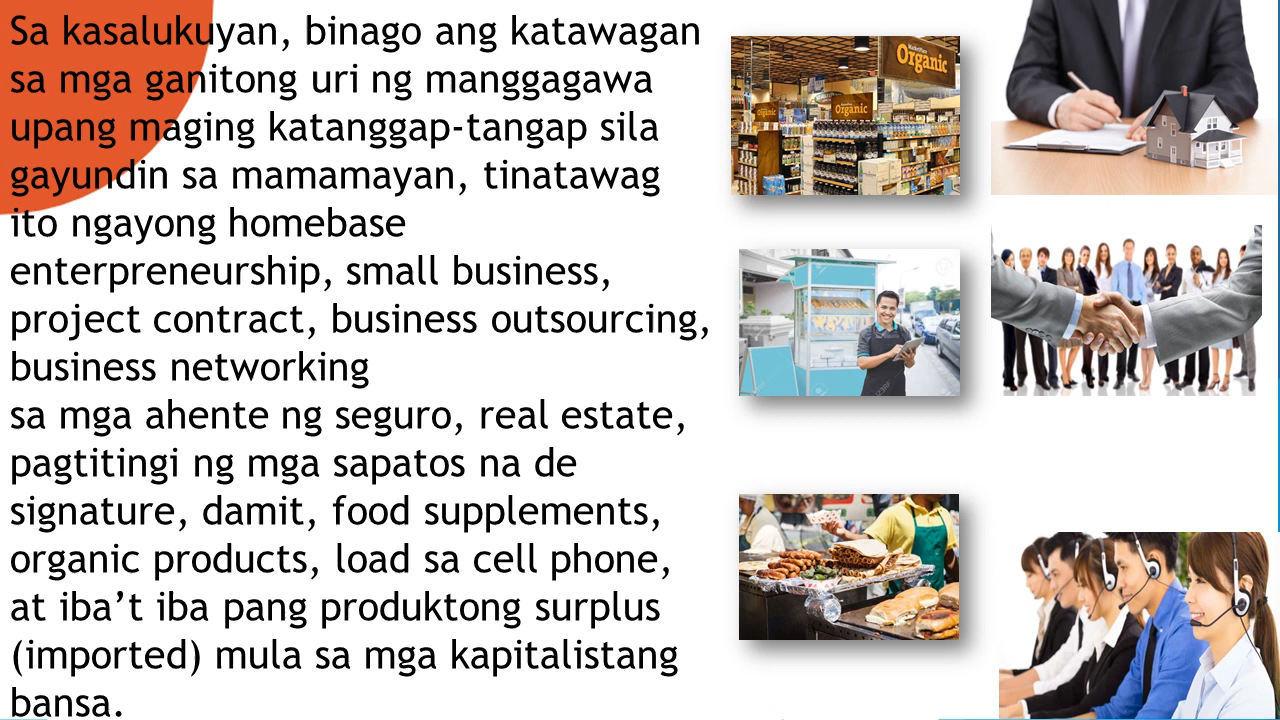 Sa kasalukuyan, binago ang katawagan
sa mga ganitong uri ng manggagawa
upang maging katanggap-tangap sila
gayundin sa mamamayan, tinatawag
ito ngayong homebase
enterpreneurship, small business,
project contract, business outsourcing,
business networking
sa mga ahente ng seguro, real estate,
pagtitingi ng mga sapatos na de
signature, damit, food supplements,
organic products, load sa cell phone,
at iba’t iba pang produktong surplus
(imported) mula sa mga kapitalistang
bansa.
Organic
Organic
Organic